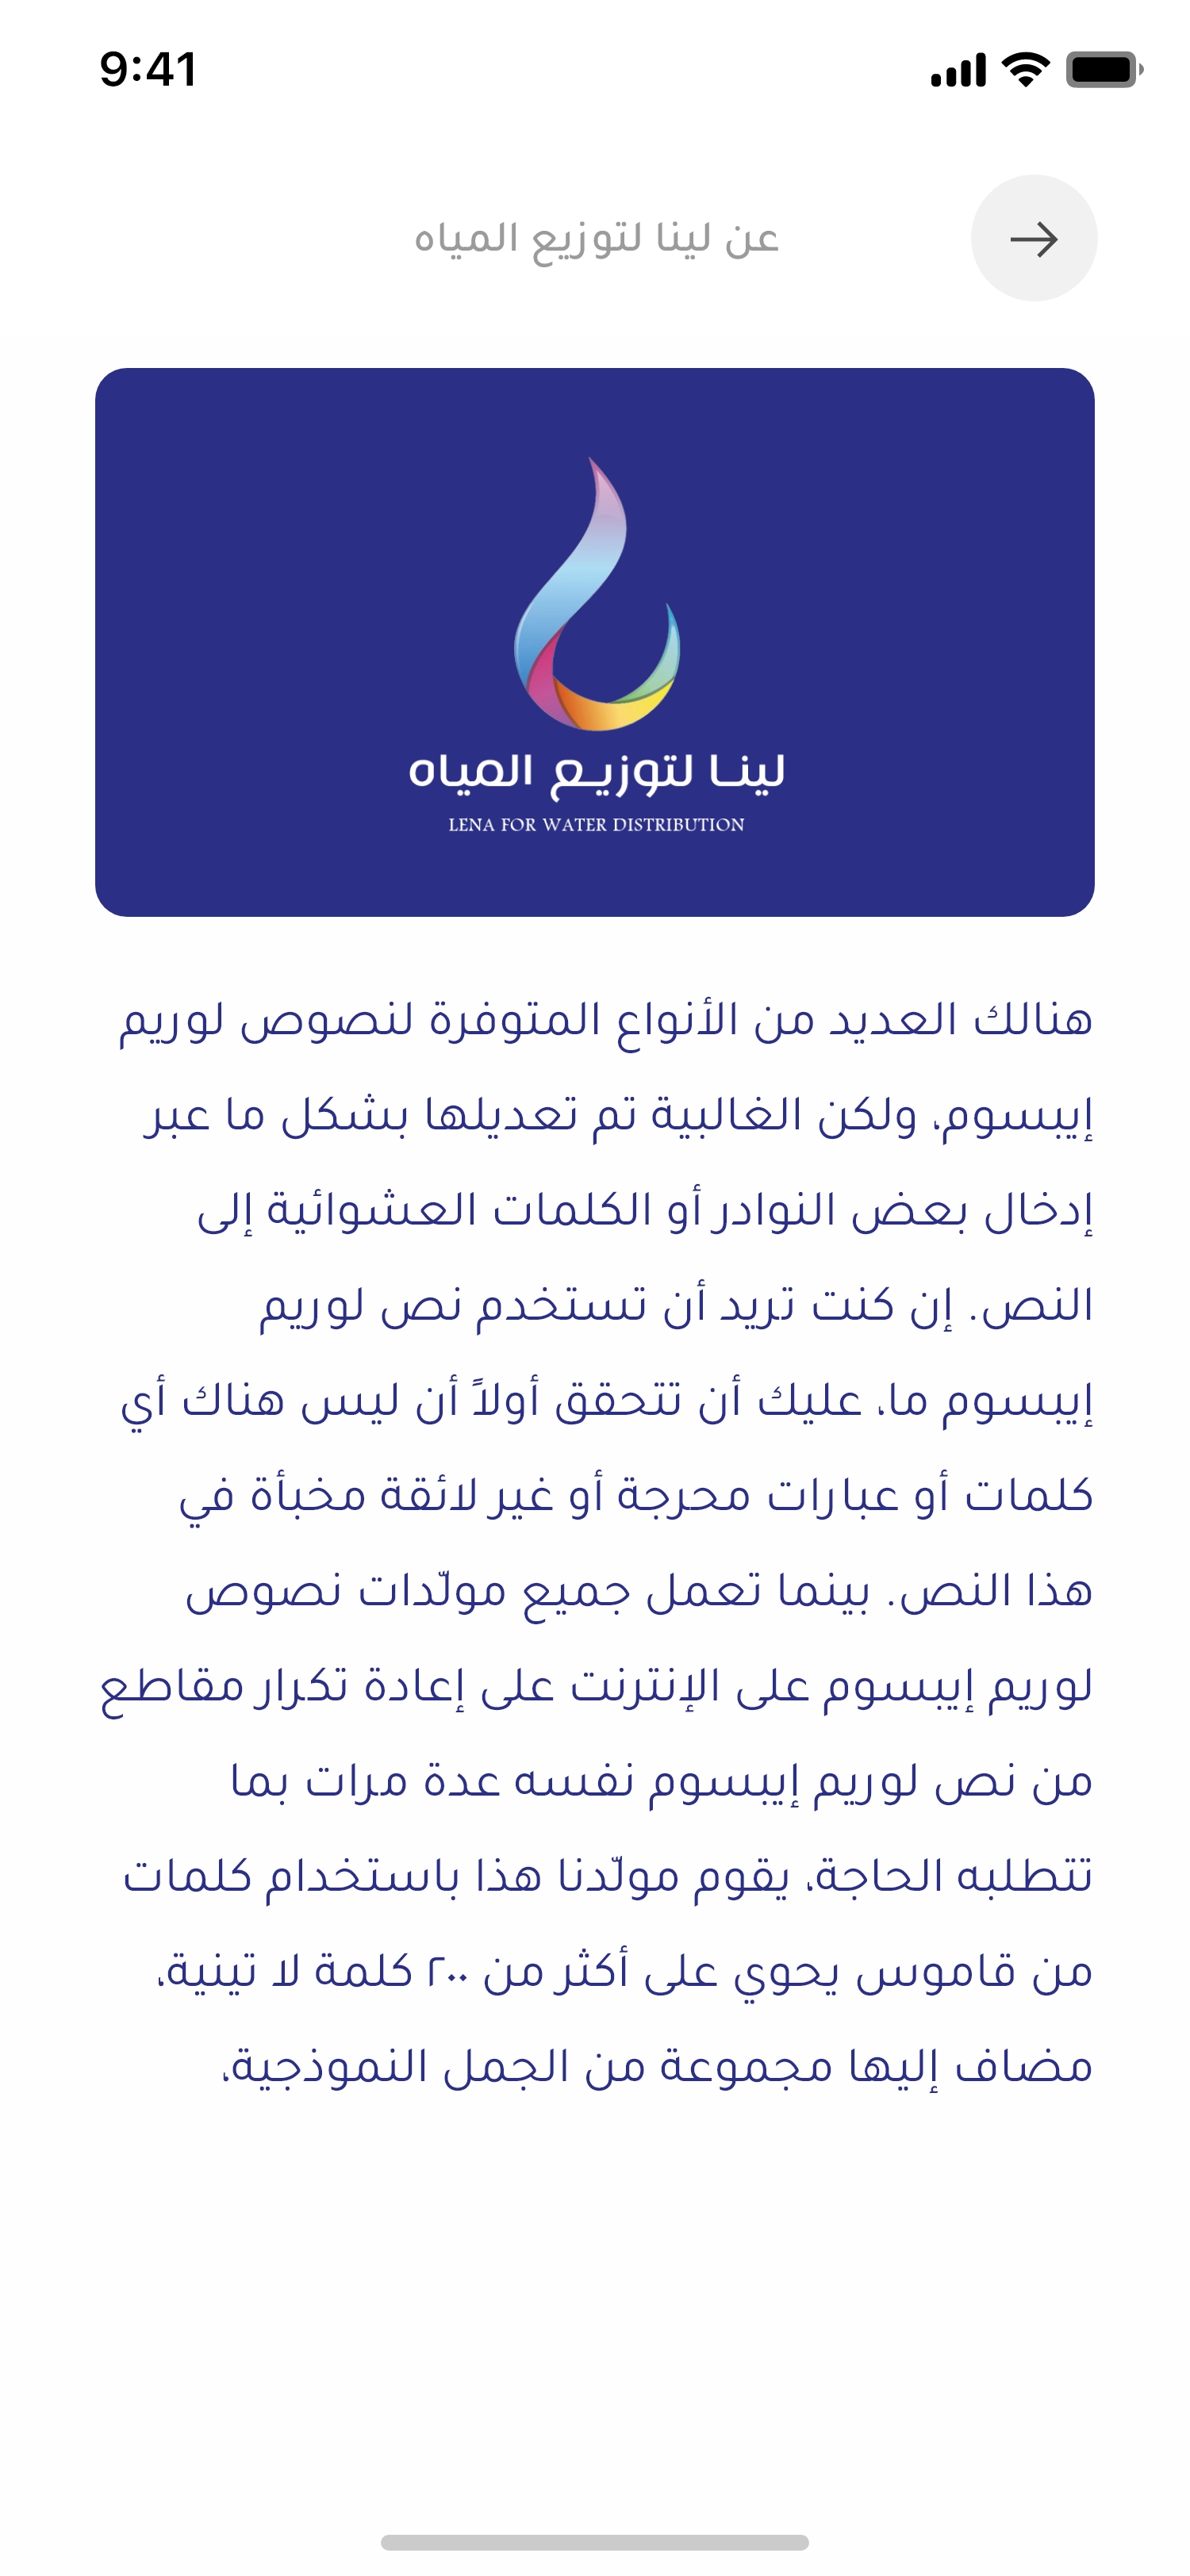 9:41
عن لينا لتوزيع المياه
لينـا لتوزيـع المياه
LENA FOR WATER DISTRIBUTION
هنالك العديد من الأنواع المتوفرة لنصوص لوريم
إيبسوم، ولكن الغالبية تم تعديلها بشكل ما عبر
إدخال بعض النوادر أو الكلمات العشوائية إلى
النص. إن كنت تريد أن تستخدم نص لوريم
إيبسوم ما، عليك أن تتحقق أولاً أن ليس هناك أي
كلمات أو عبارات محرجة أو غير لائقة مخبأة في
هذا النص. بينما تعمل جميع مولّدات نصوص
لوريم إيبسوم على الإنترنت على إعادة تكرار مقاطع
من نص لوريم إيبسوم نفسه عدة مرات بما
تتطلبه الحاجة، يقوم مولّدنا هذا باستخدام كلمات
من قاموس يحوي على أكثر من ٢٠٠ كلمة لا تينية،
مضاف إليها مجموعة من الجمل النموذجية،